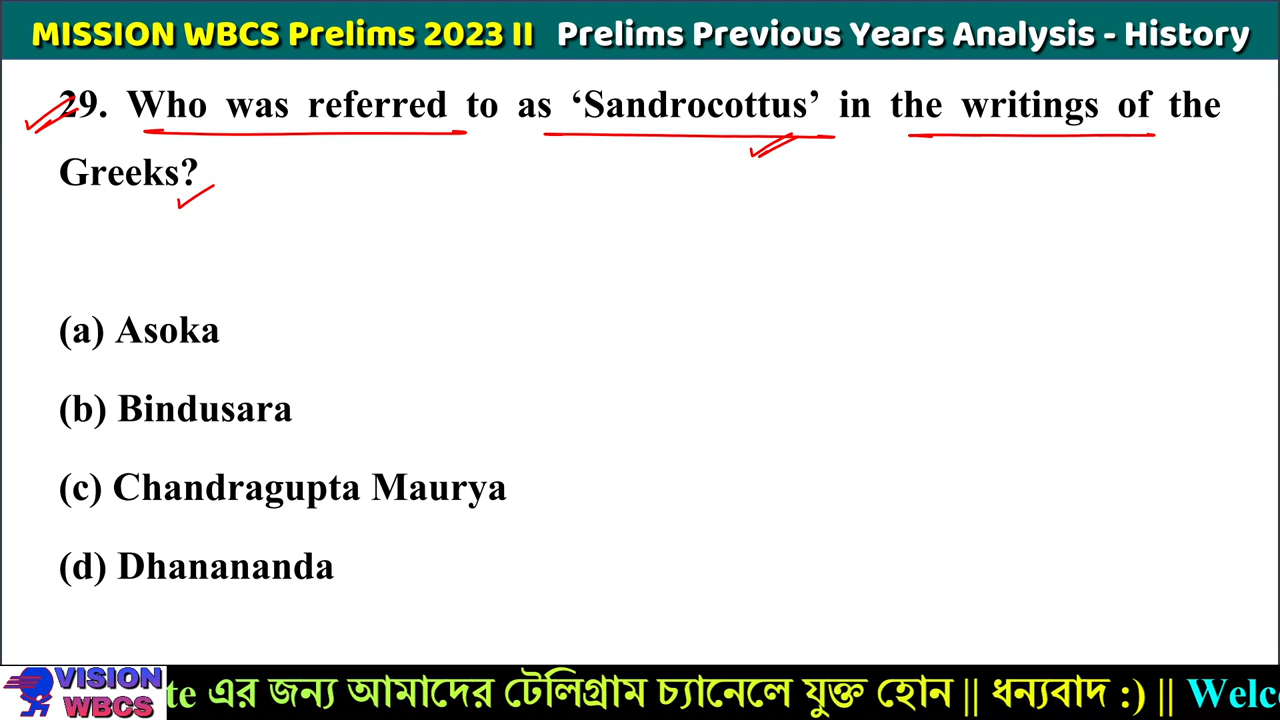 MISSION WBCS Prelims 2023 II Prelims Previous Years Analysis - History
29. Who was referred to as ‘Sandrocottus’ in the writings of the
Greeks?
(a) Asoka
(b) Bindusara
(c) Chandragupta Maurya
(d) Dhanananda
VISION
WBCS
te এর জন্য আমাদের টেলিগ্রাম চ্যানেলে যুক্ত হোন || ধন্যবাদ :) || Welc